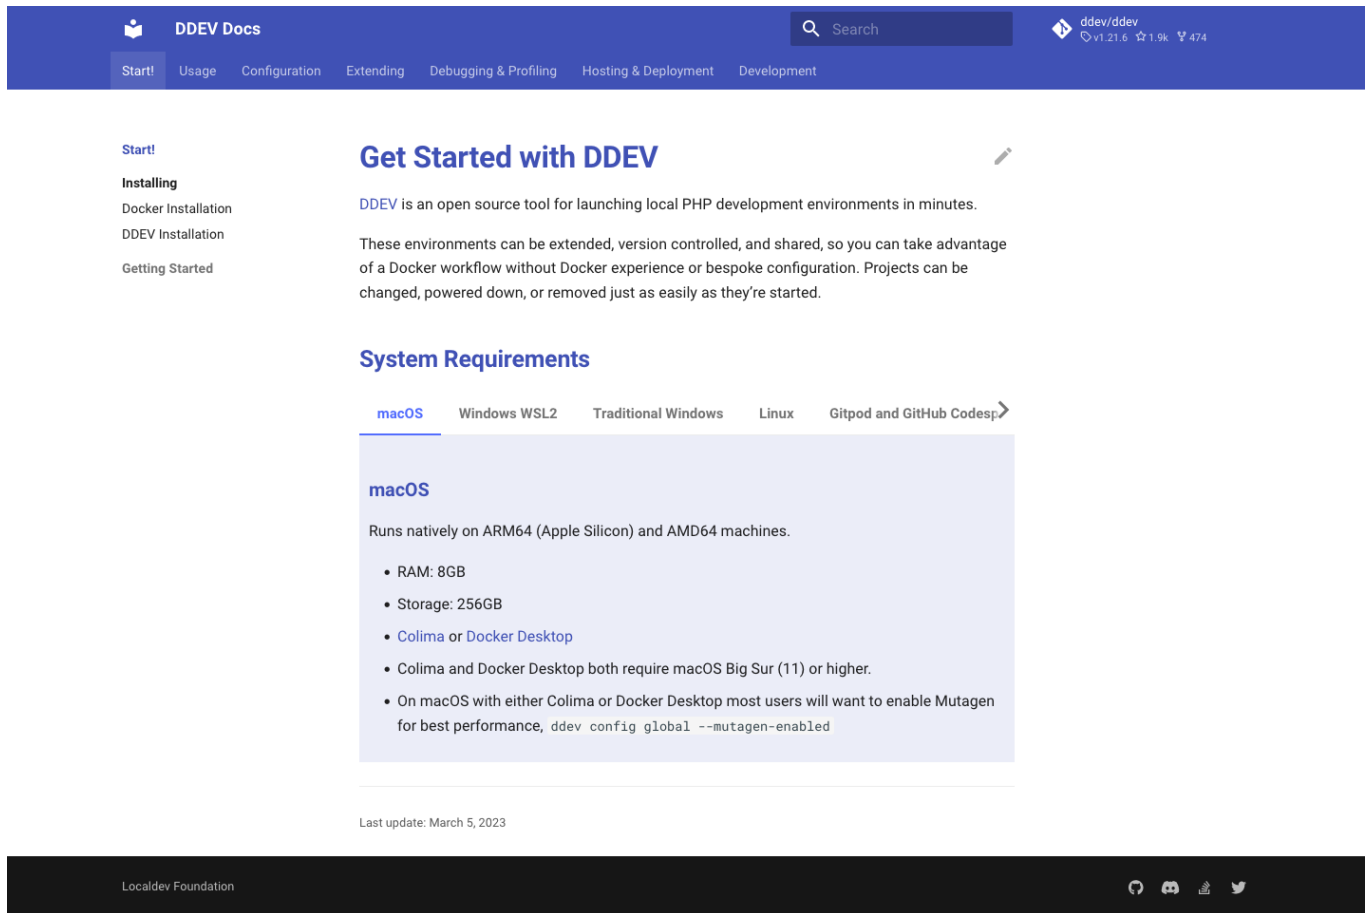 DDEV Docs
Search
ddev/ddev
v1.21.6 1.9k 474
Start! Usage Configuration Extending Debugging & Profiling Hosting & Deployment Development
Start!
Installing
Docker Installation
DDEV Installation
Getting Started
Get Started with DDEV
DDEV is an open source tool for launching local PHP development environments in minutes.
These environments can be extended, version controlled, and shared, so you can take advantage
of a Docker workflow without Docker experience or bespoke configuration. Projects can be
changed, powered down, or removed just as easily as they’re started.
System Requirements
macOS Windows WSL2 Traditional Windows Linux Gitpod and GitHub Codesp
macOS
Runs natively on ARM64 (Apple Silicon) and AMD64 machines.
• RAM: 8GB
• Storage: 256GB
• Colima or Docker Desktop
• Colima and Docker Desktop both require macOS Big Sur (11) or higher.
• On macOS with either Colima or Docker Desktop most users will want to enable Mutagen
for best performance, ddev config global --mutagen-enabled
Last update: March 5, 2023
Localdev Foundation